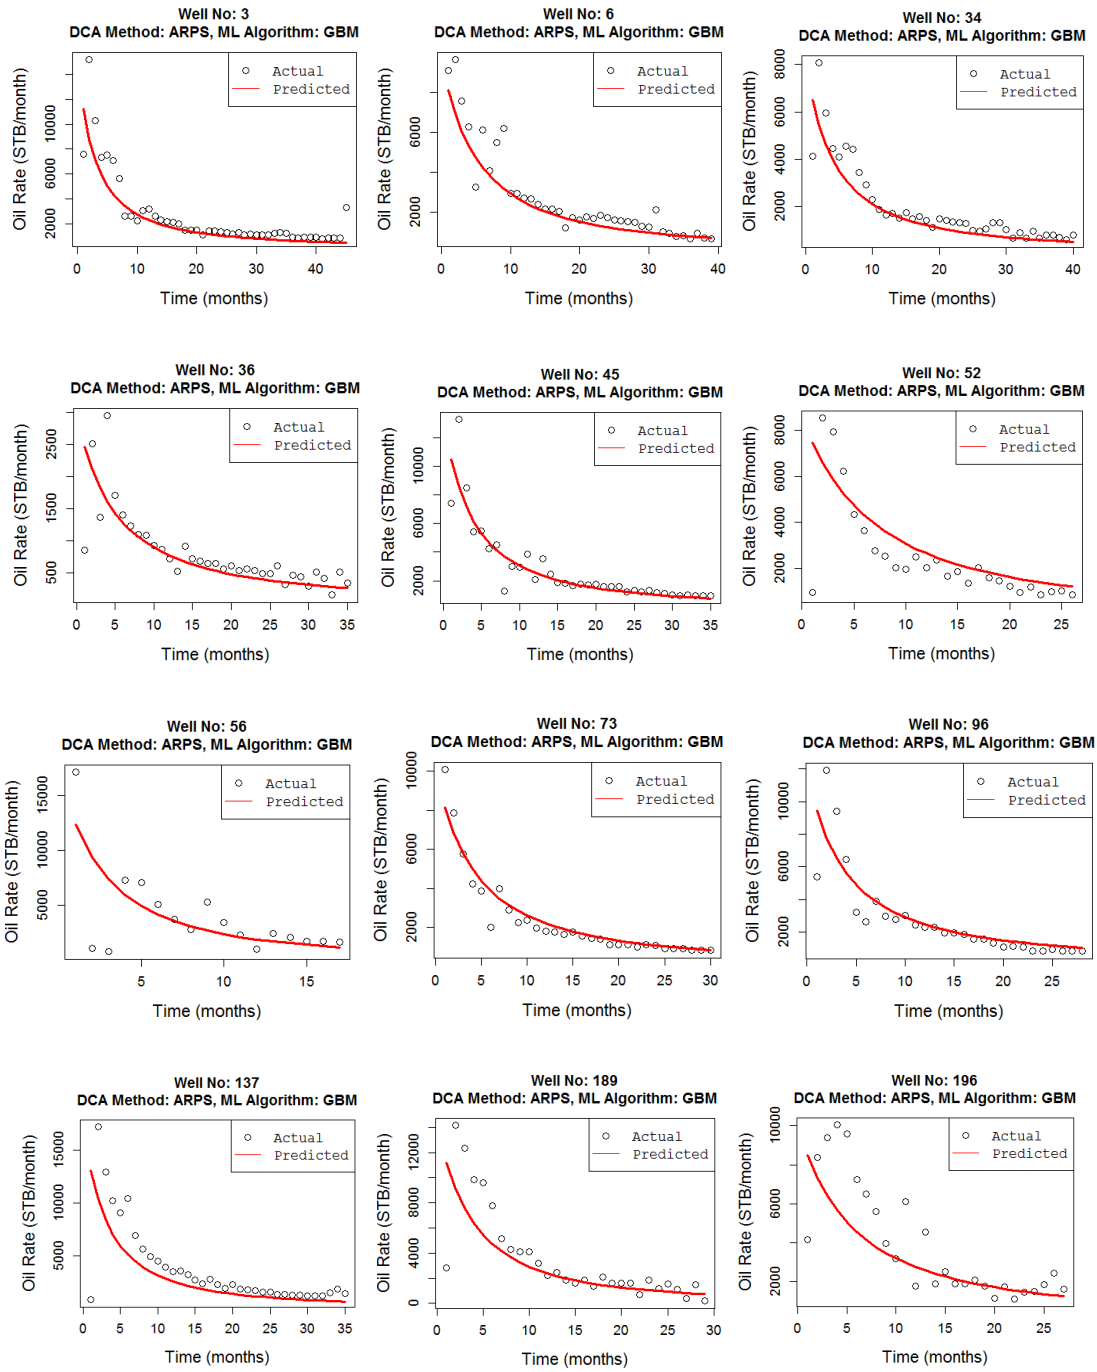 Well No: 3
DCA Method: ARPS, ML Algorithm: GBM
Actual
Predicted
Oil Rate (STB/month)
2000 6000 10000
0 10 20 30 40
Time (months)
Well No: 6
DCA Method: ARPS, ML Algorithm: GBM
Actual
Predicted
Oil Rate (STB/month)
2000 6000
0 10 20 30 40
Time (months)
Well No: 34
DCA Method: ARPS, ML Algorithm: GBM
Actual
Predicted
Oil Rate (STB/month)
2000 4000 6000 8000
0 10 20 30 40
Time (months)
Well No: 36
DCA Method: ARPS, ML Algorithm: GBM
Actual
Predicted
Oil Rate (STB/month)
500 1500 2500
0 5 10 15 20 25 30 35
Time (months)
Well No: 45
DCA Method: ARPS, ML Algorithm: GBM
Actual
Predicted
Oil Rate (STB/month)
2000 6000 10000
0 5 10 15 20 25 30 35
Time (months)
Well No: 52
DCA Method: ARPS, ML Algorithm: GBM
Actual
Predicted
Oil Rate (STB/month)
2000 4000 6000 8000
0 5 10 15 20 25
Time (months)
Well No: 56
DCA Method: ARPS, ML Algorithm: GBM
Actual
Predicted
Oil Rate (STB/month)
5000 10000 15000
5 10 15
Time (months)
Well No: 73
DCA Method: ARPS, ML Algorithm: GBM
Actual
Predicted
Oil Rate (STB/month)
2000 6000 10000
0 5 10 15 20 25 30
Time (months)
Well No: 96
DCA Method: ARPS, ML Algorithm: GBM
Actual
Predicted
Oil Rate (STB/month)
2000 6000 10000
0 5 10 15 20 25
Time (months)
Well No: 137
DCA Method: ARPS, ML Algorithm: GBM
Actual
Predicted
Oil Rate (STB/month)
5000 10000 15000
0 5 10 15 20 25 30 35
Time (months)
Well No: 189
DCA Method: ARPS, ML Algorithm: GBM
Actual
Predicted
Oil Rate (STB/month)
0 4000 8000 12000
0 5 10 15 20 25
Time (months)
Well No: 196
DCA Method: ARPS, ML Algorithm: GBM
Actual
Predicted
Oil Rate (STB/month)
2000 6000 10000
0 5 10 15 20 25
Time (months)